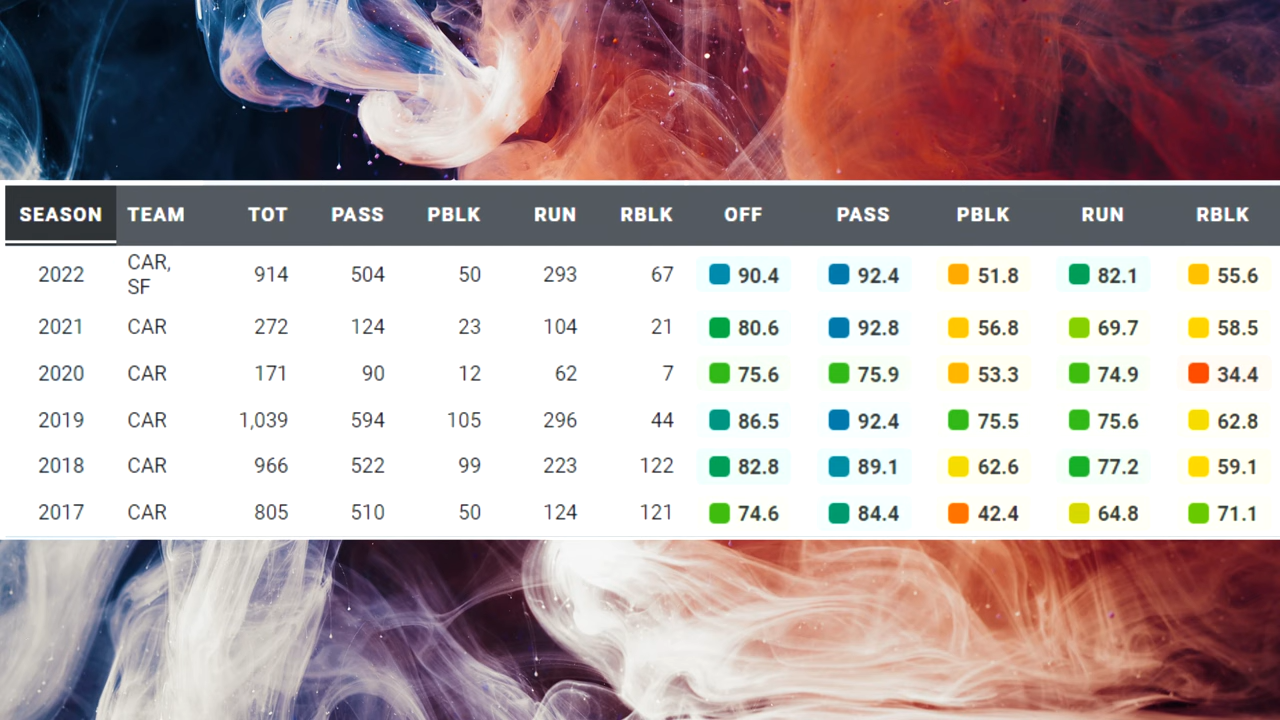 SEASON TEAM TOT PASS PBLK RUN RBLK OFF PASS PBLK RUN RBLK
2022 CAR, SF 914 504 50 293 67 90.4 92.4 51.8 82.1 55.6
2021 CAR 272 124 23 104 21 80.6 92.8 56.8 69.7 58.5
2020 CAR 171 90 12 62 7 75.6 75.9 53.3 74.9 34.4
2019 CAR 1,039 594 105 296 44 86.5 92.4 75.5 75.6 62.8
2018 CAR 966 522 99 223 122 82.8 89.1 62.6 77.2 59.1
2017 CAR 805 510 50 124 121 74.6 84.4 42.4 64.8 71.1